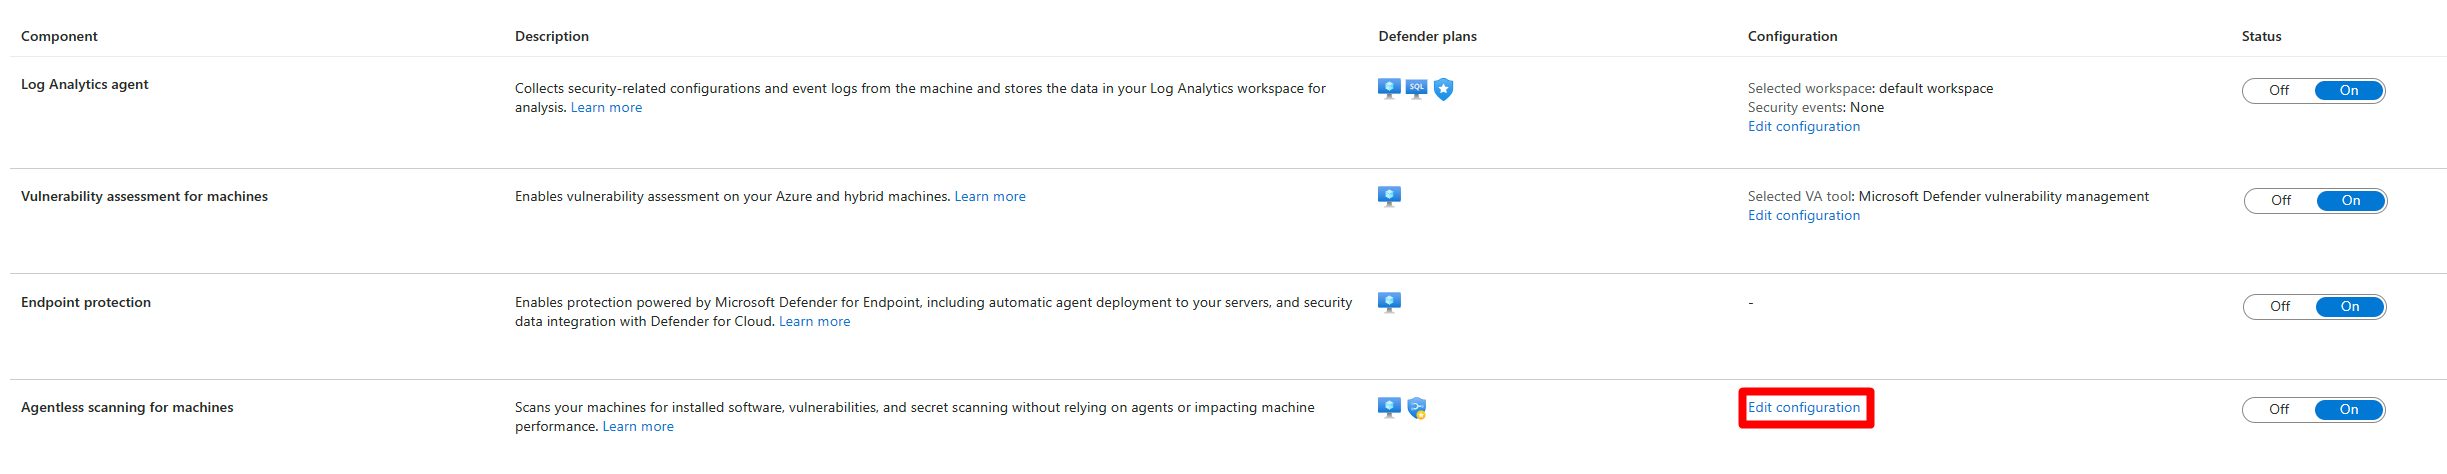 Component Description Defender plans Configuration Status
Log Analytics agent
Collects security-related configurations and event logs from the machine and stores the data in your Log Analytics workspace for
analysis. Learn more
SQL
Selected workspace: default workspace
Security events: None
Edit configuration
Off On
Vulnerability assessment for machines
Enables vulnerability assessment on your Azure and hybrid machines. Learn more
Selected VA tool: Microsoft Defender vulnerability management
Edit configuration
Off On
Endpoint protection
Enables protection powered by Microsoft Defender for Endpoint, including automatic agent deployment to your servers, and security
data integration with Defender for Cloud. Learn more
-
Off On
Agentless scanning for machines
Scans your machines for installed software, vulnerabilities, and secret scanning without relying on agents or impacting machine
performance. Learn more
Edit configuration
Off On